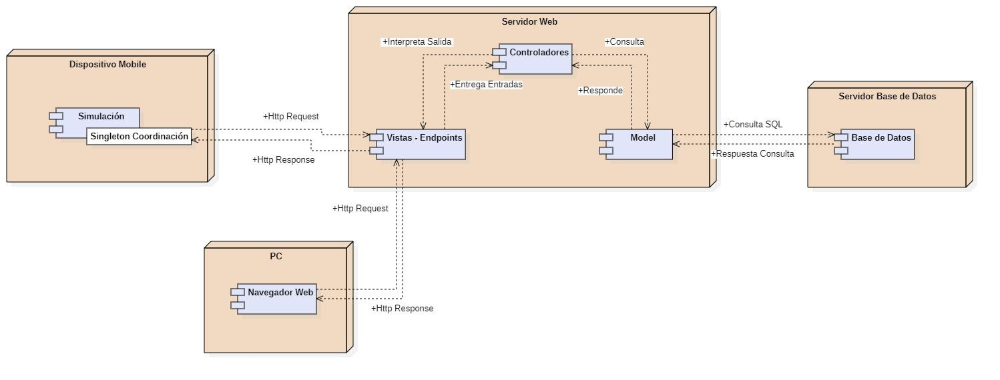 Servidor Web
+Interpreta Salida
Controladores
+Consulta
+Entrega Entradas
+Responde
Vistas - Endpoints
Model
Dispositivo Mobile
Simulación
Singleton Coordinación
+Http Request
+Http Response
Servidor Base de Datos
+Consulta SQL
Base de Datos
+Respuesta Consulta
+Http Request
PC
Navegador Web
+Http Response